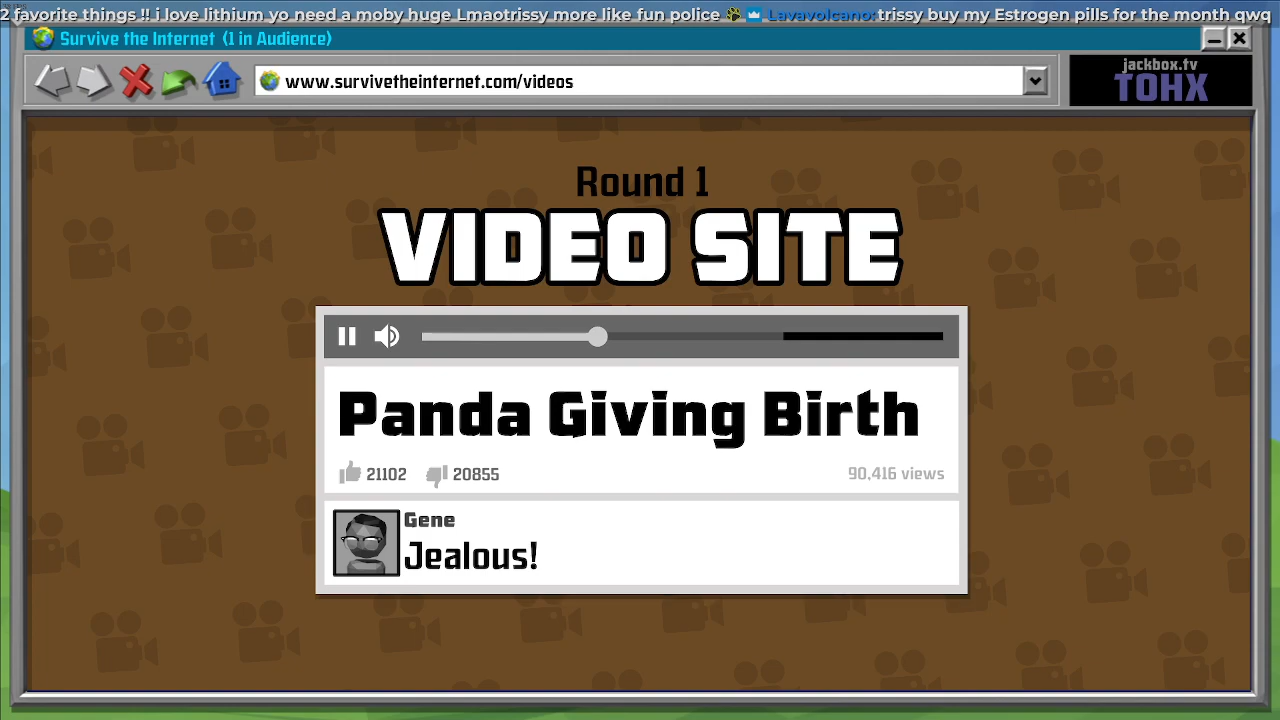 2 favorite things !! i love lithium yo need a moby huge Lmaotrissy more like fun police Lavavolcano: trissy buy my Estrogen pills for the month qwq
Survive the Internet (1 in Audience)
www.survivetheinternet.com/videos
jackbox.tv
TOHX
Round 1
VIDEO SITE
Panda Giving Birth
21102 20855 90,416 views
Gene
Jealous!